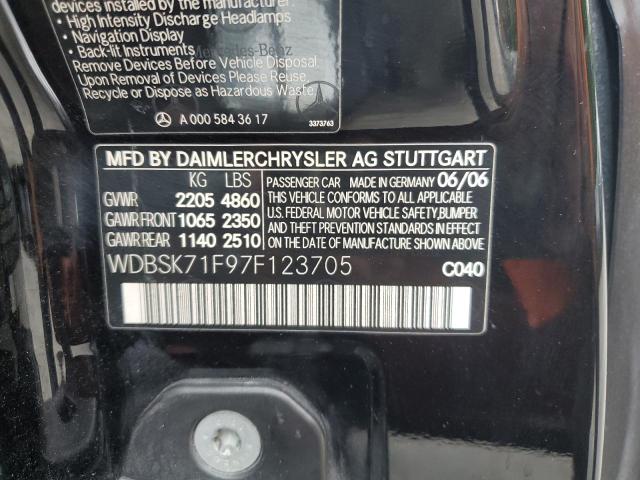 devices installed by the manufacturer:
• High Intensity Discharge Headlamps
• Navigation Display
• Back-lit Instruments
Mercedes-Benz
Remove Devices Before Vehicle Disposal.
Upon Removal of Devices Please Reuse,
Recycle or Dispose as Hazardous Waste.
A 000 584 36 17
3373763
MFD BY DAIMLERCHRYSLER AG STUTTGART
KG LBS
GVWR 2205 4860
GAWR FRONT 1065 2350
GAWR REAR 1140 2510
PASSENGER CAR MADE IN GERMANY 06/06
THIS VEHICLE CONFORMS TO ALL APPLICABLE
U.S. FEDERAL MOTOR VEHICLE SAFETY, BUMPER
AND THEFT PREVENTION STANDARDS
IN EFFECT ON THE DATE OF
MANUFACTURE SHOWN ABOVE.
WDBSK71F97F123705
C040